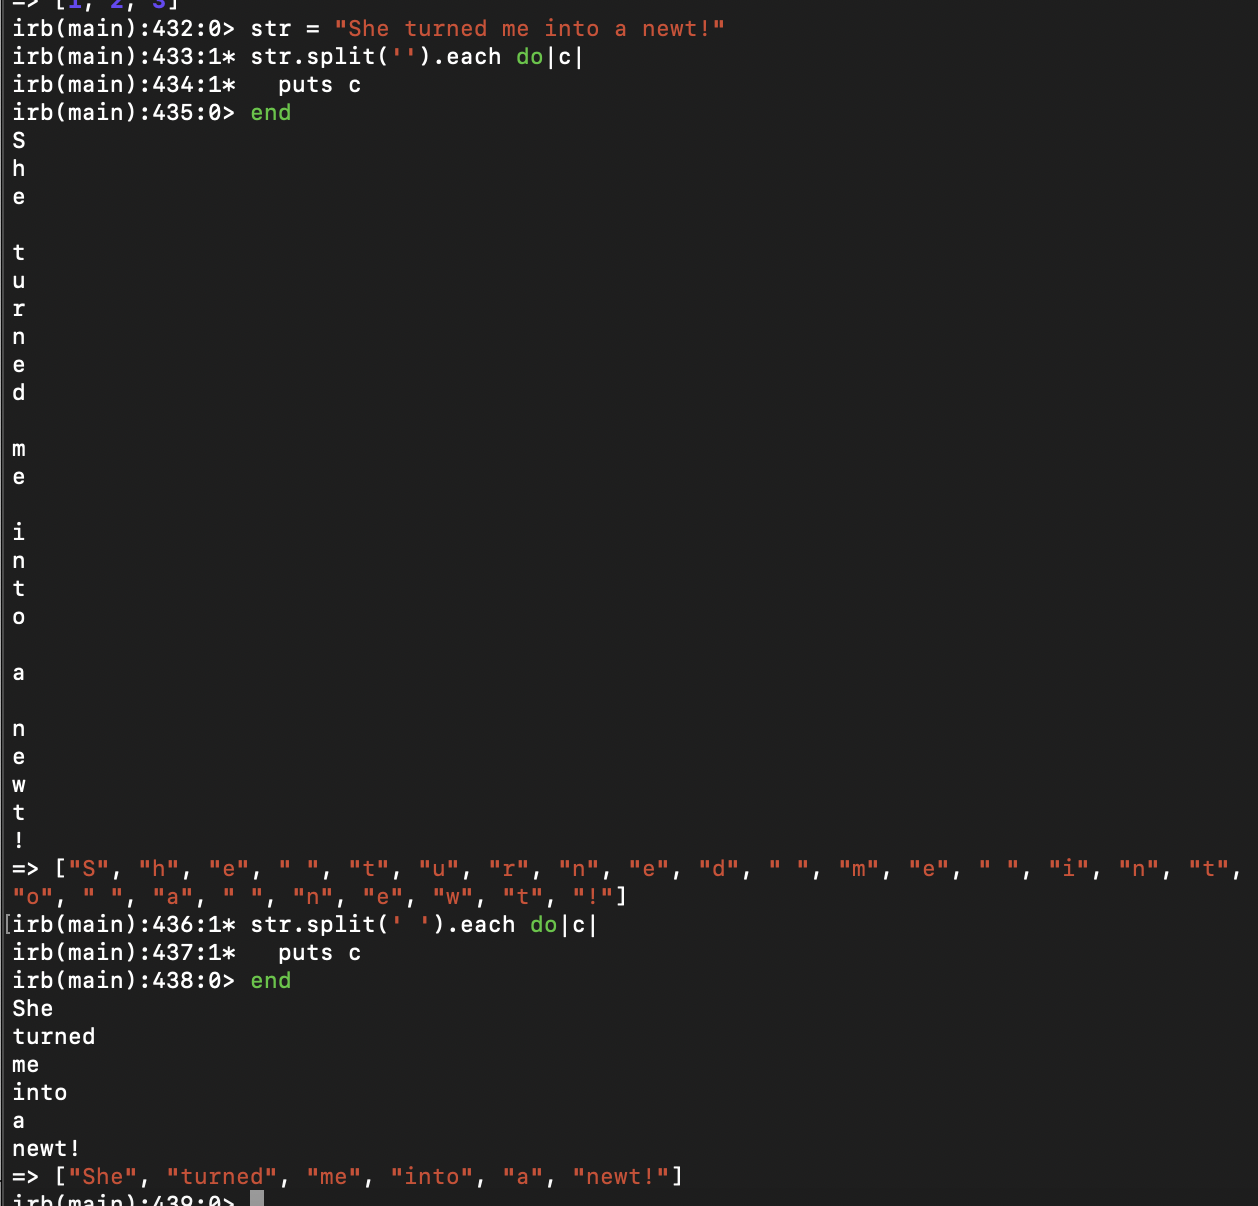 => [1, 2, 3]
irb(main):432:0> str = "She turned me into a newt!"
irb(main):433:1* str.split('').each do|c|
irb(main):434:1*   puts c
irb(main):435:0> end
S
h
e

t
u
r
n
e
d

m
e

i
n
t
o

a

n
e
w
t
!
=> ["S", "h", "e", " ", "t", "u", "r", "n", "e", "d", " ", "m", "e", " ", "i", "n", "t",
"o", " ", "a", " ", "n", "e", "w", "t", "!"]
[irb(main):436:1* str.split(' ').each do|c|
irb(main):437:1*   puts c
irb(main):438:0> end
She
turned
me
into
a
newt!
=> ["She", "turned", "me", "into", "a", "newt!"]
irb(main):439:0>